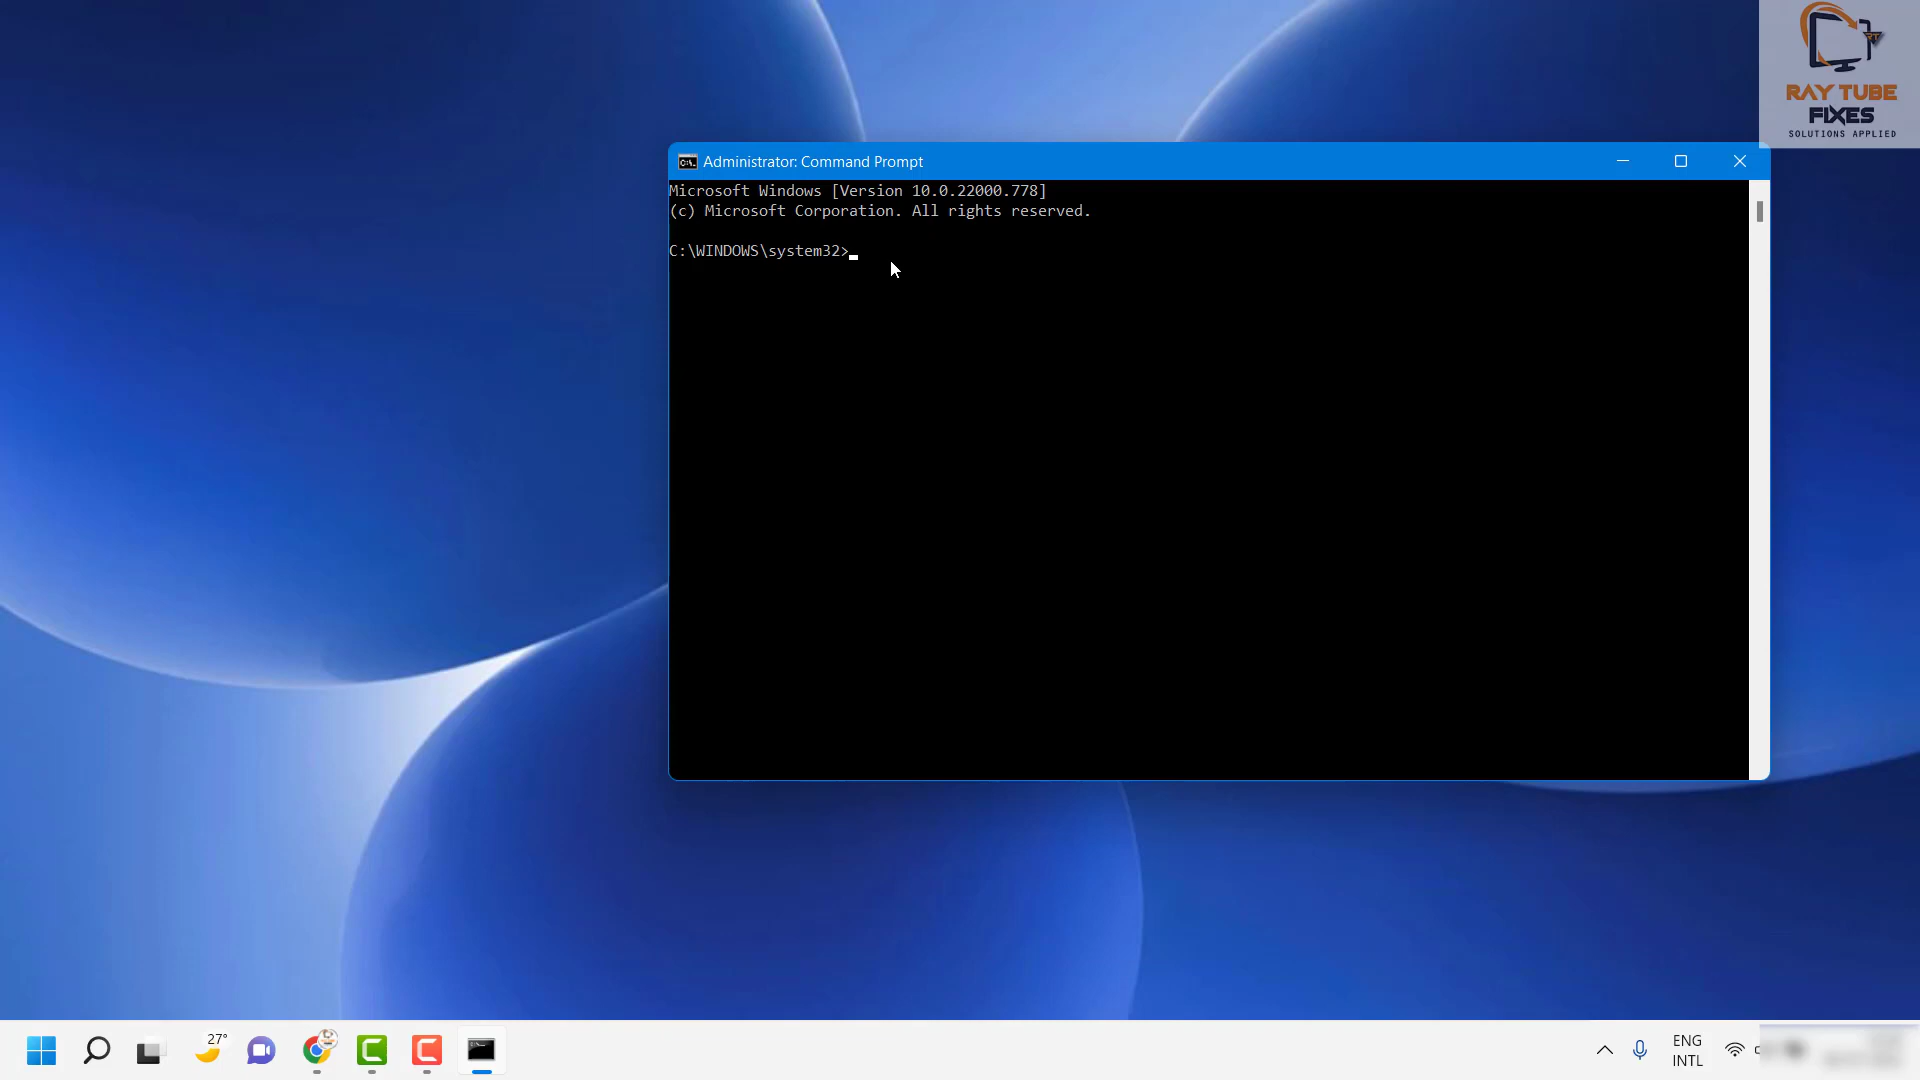 RAY TUBE
FIXES
SOLUTIONS APPLIED
Administrator: Command Prompt
Microsoft Windows [Version 10.0.22000.778]
(c) Microsoft Corporation. All rights reserved.
C:\WINDOWS\system32>
27°
ENG
INTL